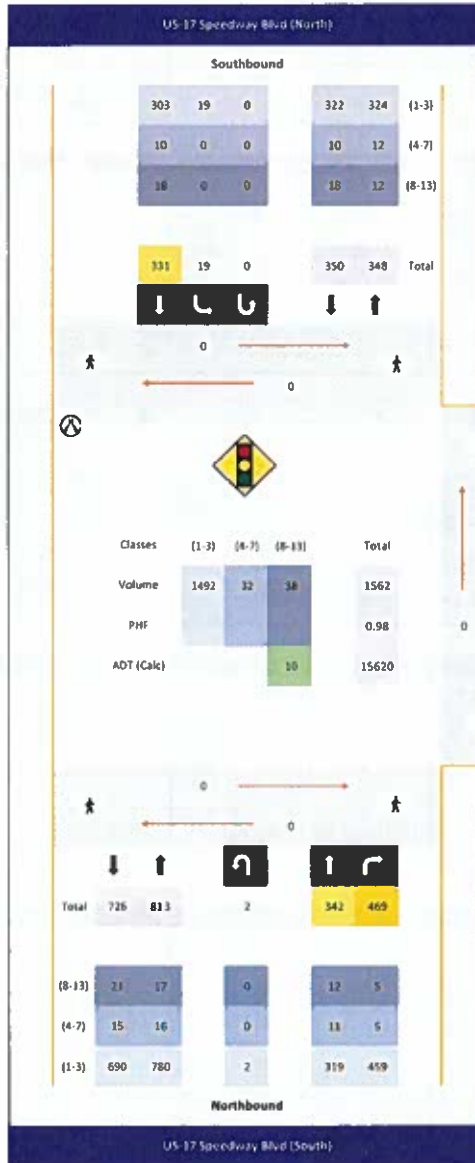 US-17 Speedway Blvd (North)
Southbound
303 19 0 322 324 (1-3)
10 0 0 10 12 (4-7)
18 0 0 18 12 (8-13)
331 19 0 350 348 Total
0
0
Classes (1-3) (4-7) (8-13) Total
Volume 1492 32 38 1562
PHF 0.98
0
ADT (Calc) 10 15620
0
0
Total 726 813 2 342 469
(8-13) 21 17 0 12 5
(4-7) 15 16 0 11 5
(1-3) 690 780 2 319 459
Northbound
US-17 Speedway Blvd (South)